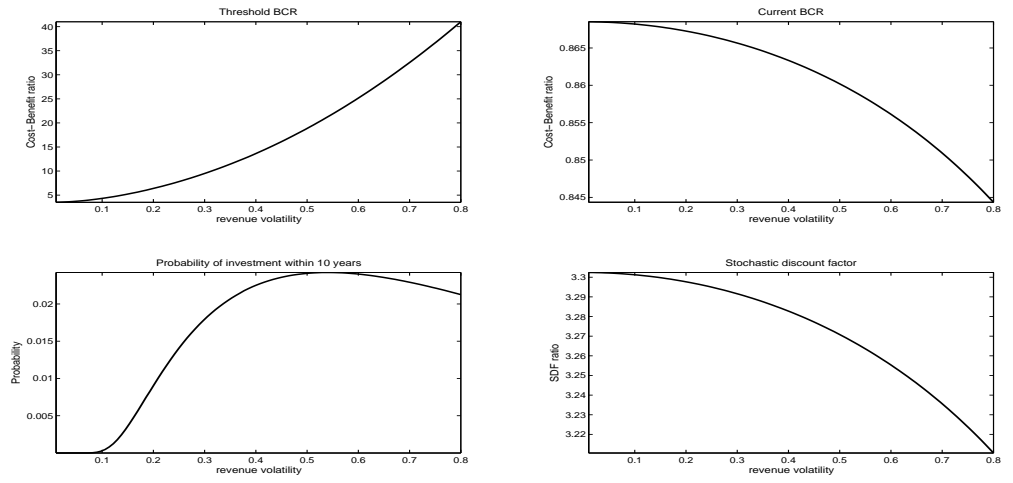 Threshold BCR
Cost–Benefit ratio
40
35
30
25
20
15
10
5
0.1 0.2 0.3 0.4 0.5 0.6 0.7 0.8
revenue volatility
Current BCR
Cost–Benefit ratio
0.865
0.86
0.855
0.85
0.845
0.1 0.2 0.3 0.4 0.5 0.6 0.7 0.8
revenue volatility
Probability of investment within 10 years
Probability
0.02
0.015
0.01
0.005
0.1 0.2 0.3 0.4 0.5 0.6 0.7 0.8
revenue volatility
Stochastic discount factor
SDF ratio
3.3
3.29
3.28
3.27
3.26
3.25
3.24
3.23
3.22
0.1 0.2 0.3 0.4 0.5 0.6 0.7 0.8
revenue volatility